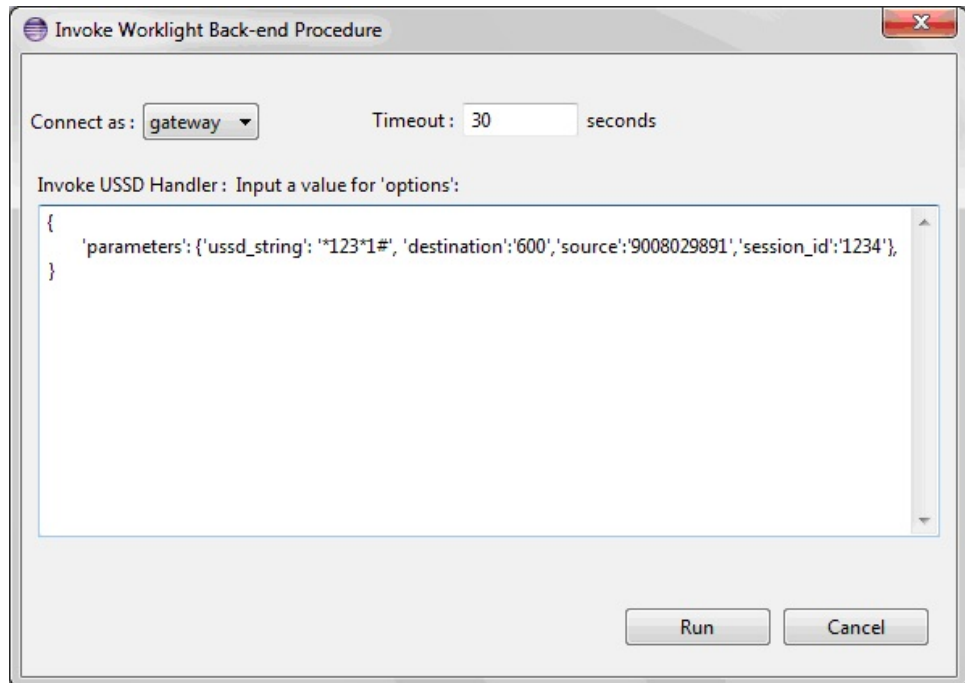 Invoke Worklight Back-end Procedure
Connect as : gateway Timeout : 30 seconds
Invoke USSD Handler : Input a value for 'options':
{
'parameters': {'ussd_string': '*123*1#', 'destination':'600','source':'9008029891','session_id':'1234'},
}
Run Cancel